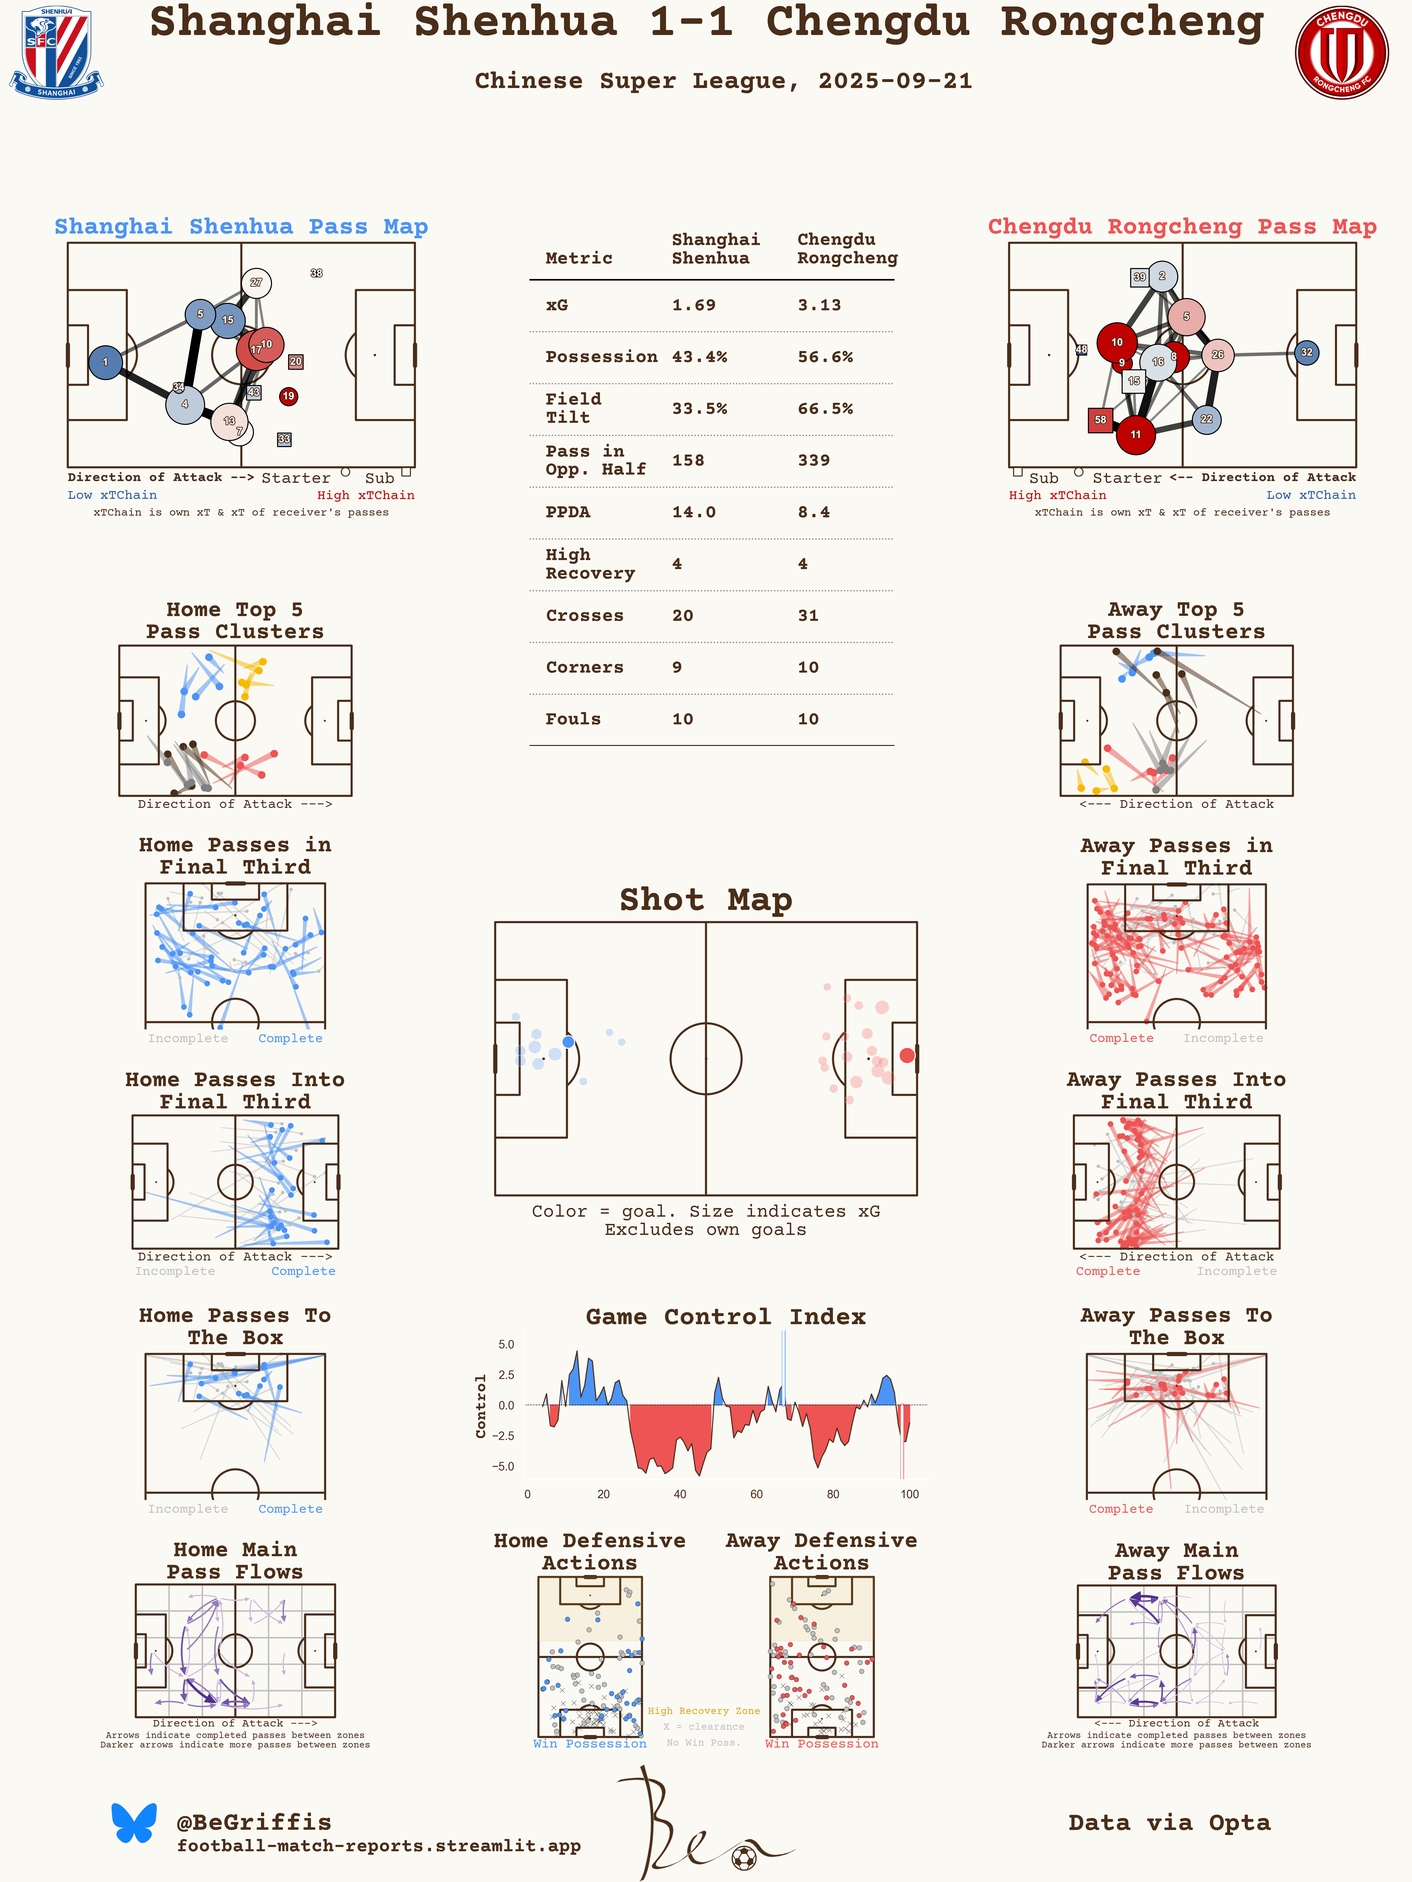 Shanghai Shenhua 1-1 Chengdu Rongcheng
Chinese Super League, 2025-09-21
SHENHUA
SFC
SINCE 1993
SHANGHAI
CHENGDU
RONGCHENG FC
Shanghai Shenhua Pass Map
27
38
5
15
17
10
1
20
34
43
19
4
13
7
33
Direction of Attack --> Starter Sub
Low xTChain High xTChain
xTChain is own xT & xT of receiver's passes
Metric Shanghai Shenhua Chengdu Rongcheng
xG 1.69 3.13
Possession 43.4% 56.6%
Field Tilt 33.5% 66.5%
Pass in Opp. Half 158 339
PPDA 14.0 8.4
High Recovery 4 4
Crosses 20 31
Corners 9 10
Fouls 10 10
Chengdu Rongcheng Pass Map
39
2
5
10
48
9
16
8
26
32
15
58
11
22
Sub Starter <-- Direction of Attack
High xTChain Low xTChain
xTChain is own xT & xT of receiver's passes
Home Top 5
Pass Clusters
Direction of Attack --->
Away Top 5
Pass Clusters
<--- Direction of Attack
Home Passes in
Final Third
Incomplete Complete
Away Passes in
Final Third
Complete Incomplete
Shot Map
Color = goal. Size indicates xG
Excludes own goals
Home Passes Into
Final Third
Direction of Attack --->
Incomplete Complete
Away Passes Into
Final Third
<--- Direction of Attack
Complete Incomplete
Home Passes To
The Box
Incomplete Complete
Game Control Index
Control
5.0
2.5
0.0
−2.5
−5.0
0 20 40 60 80 100
Away Passes To
The Box
Complete Incomplete
Home Main
Pass Flows
Direction of Attack --->
Arrows indicate completed passes between zones
Darker arrows indicate more passes between zones
Home Defensive
Actions
Win Possession
High Recovery Zone
X = clearance
No Win Poss.
Away Defensive
Actions
Win Possession
Away Main
Pass Flows
<--- Direction of Attack
Arrows indicate completed passes between zones
Darker arrows indicate more passes between zones
@BeGriffis
football-match-reports.streamlit.app
Ben
Data via Opta